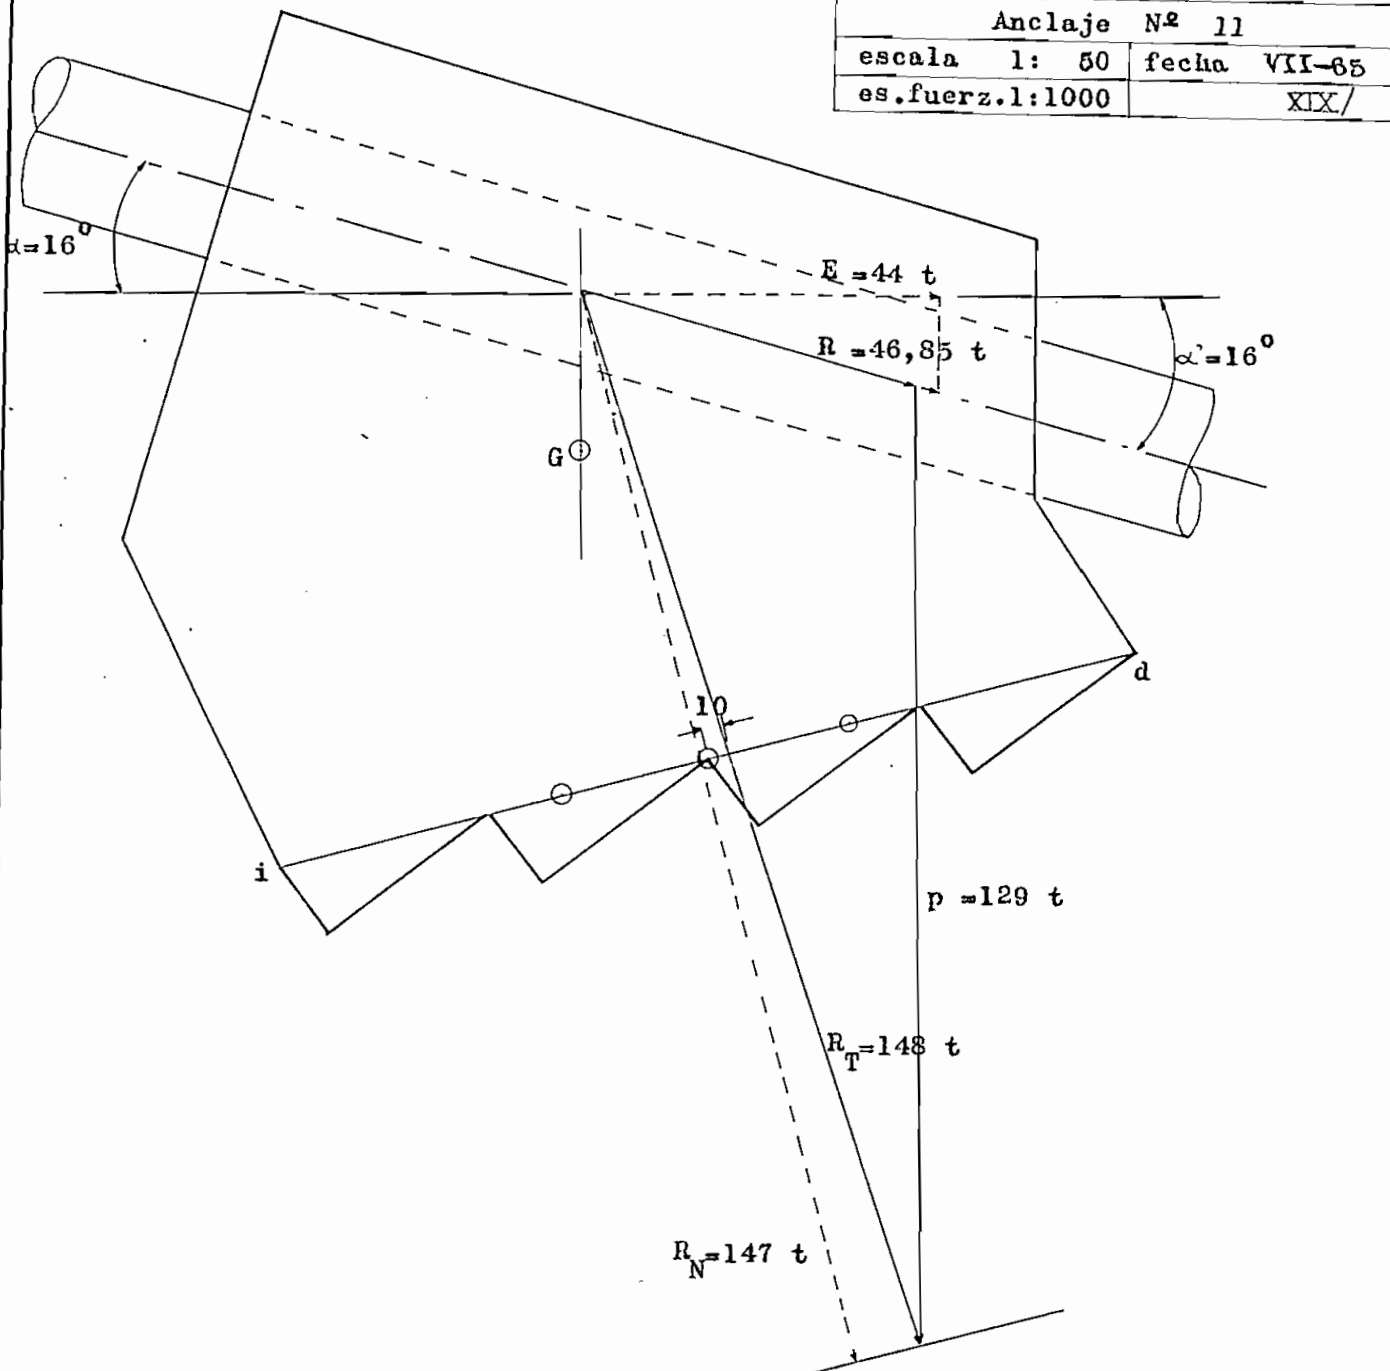 Anclaje Nº 11
escala 1: 50 fecha VII-65
es.fuerz.1:1000 XIX/
α=16°
E =44 t
R =46,85 t
α'=16°
G
10
d
i
p =129 t
R_T=148 t
R_N=147 t